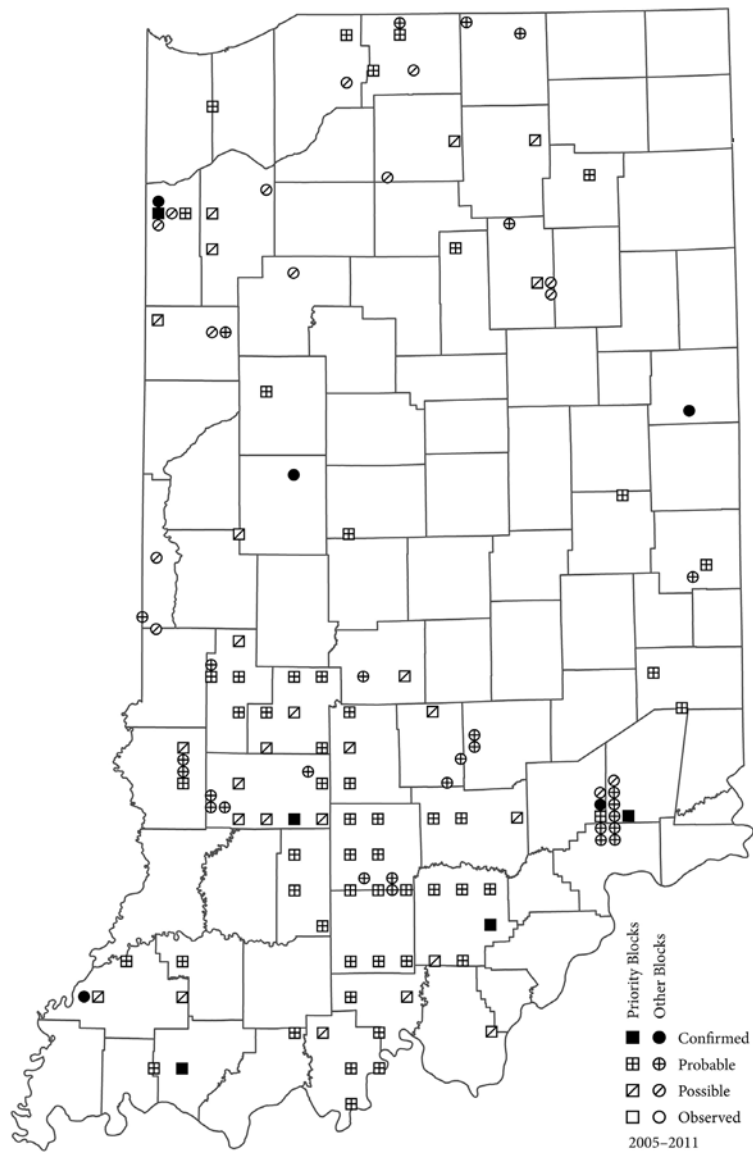 Priority Blocks
Other Blocks
Confirmed
Probable
Possible
Observed
2005–2011